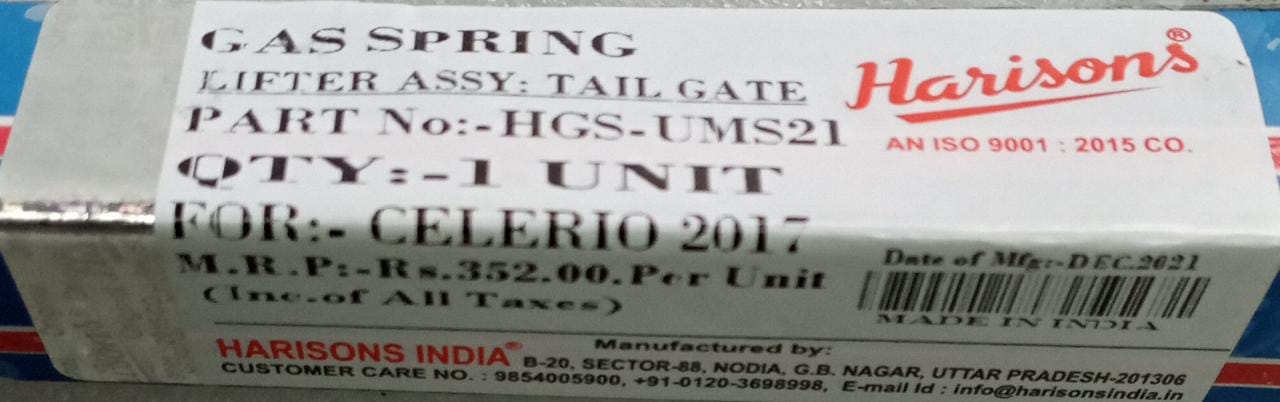 GAS SPRING
LIFTER ASSY: TAIL GATE
PART No:-HGS-UMS21
QTY:-1 UNIT
FOR:- CELERIO 2017
M.R.P:-Rs.352.00.Per Unit
(Inc.of All Taxes)
Harisons®
AN ISO 9001 : 2015 CO.
Date of Mfg:-DEC.2021
MADE IN INDIA
Manufactured by:
HARISONS INDIA® B-20, SECTOR-88, NODIA, G.B. NAGAR, UTTAR PRADESH-201306
CUSTOMER CARE NO. : 9854005900, +91-0120-3698998, E-mail Id : info@harisonsindia.in